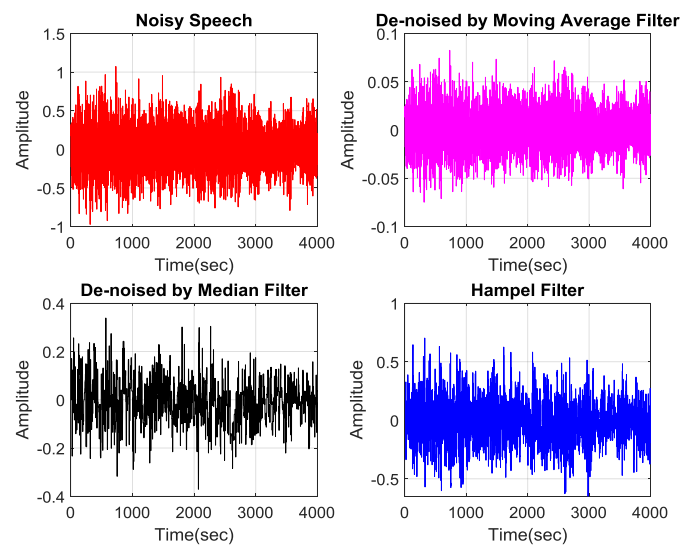 Noisy Speech
1.5
1
0.5
0
-0.5
-1
Amplitude
0 1000 2000 3000 4000
Time(sec)
De-noised by Moving Average Filter
0.1
0.05
0
-0.05
-0.1
Amplitude
0 1000 2000 3000 4000
Time(sec)
De-noised by Median Filter
0.4
0.2
0
-0.2
-0.4
Amplitude
0 1000 2000 3000 4000
Time(sec)
Hampel Filter
1
0.5
0
-0.5
Amplitude
0 1000 2000 3000 4000
Time(sec)